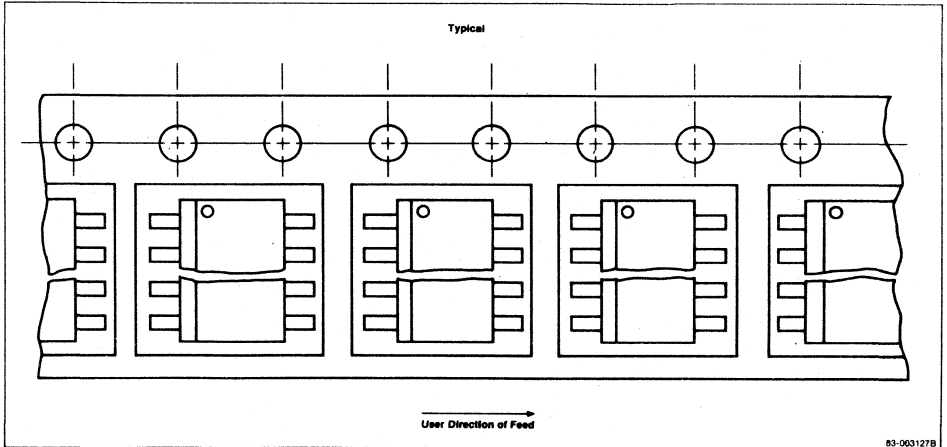 Typical
User Direction of Feed
83-003127B